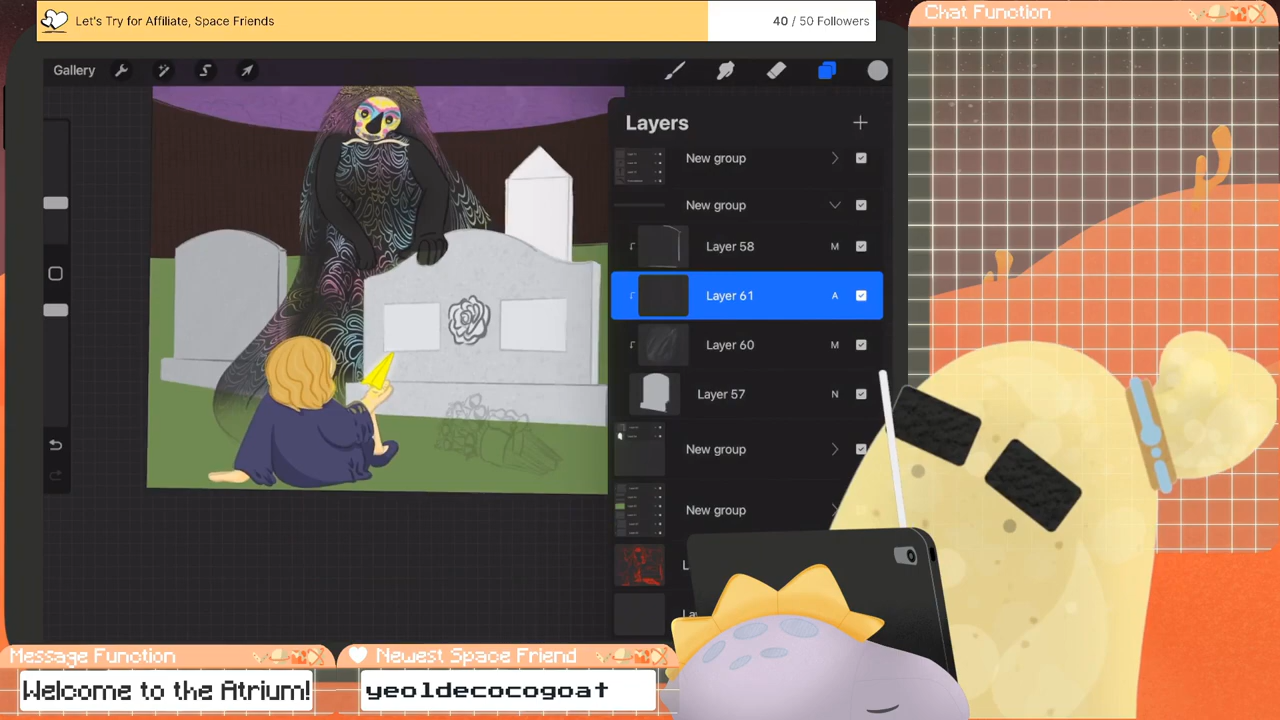 Let's Try for Affiliate, Space Friends
40 / 50 Followers
Chat Function
Gallery
Layers
New group
New group
Layer 58
M
Layer 61
A
Layer 60
M
Layer 57
N
New group
New group
Message Function
Newest Space Friend
Welcome to the Atrium!
yeoldecocogoat